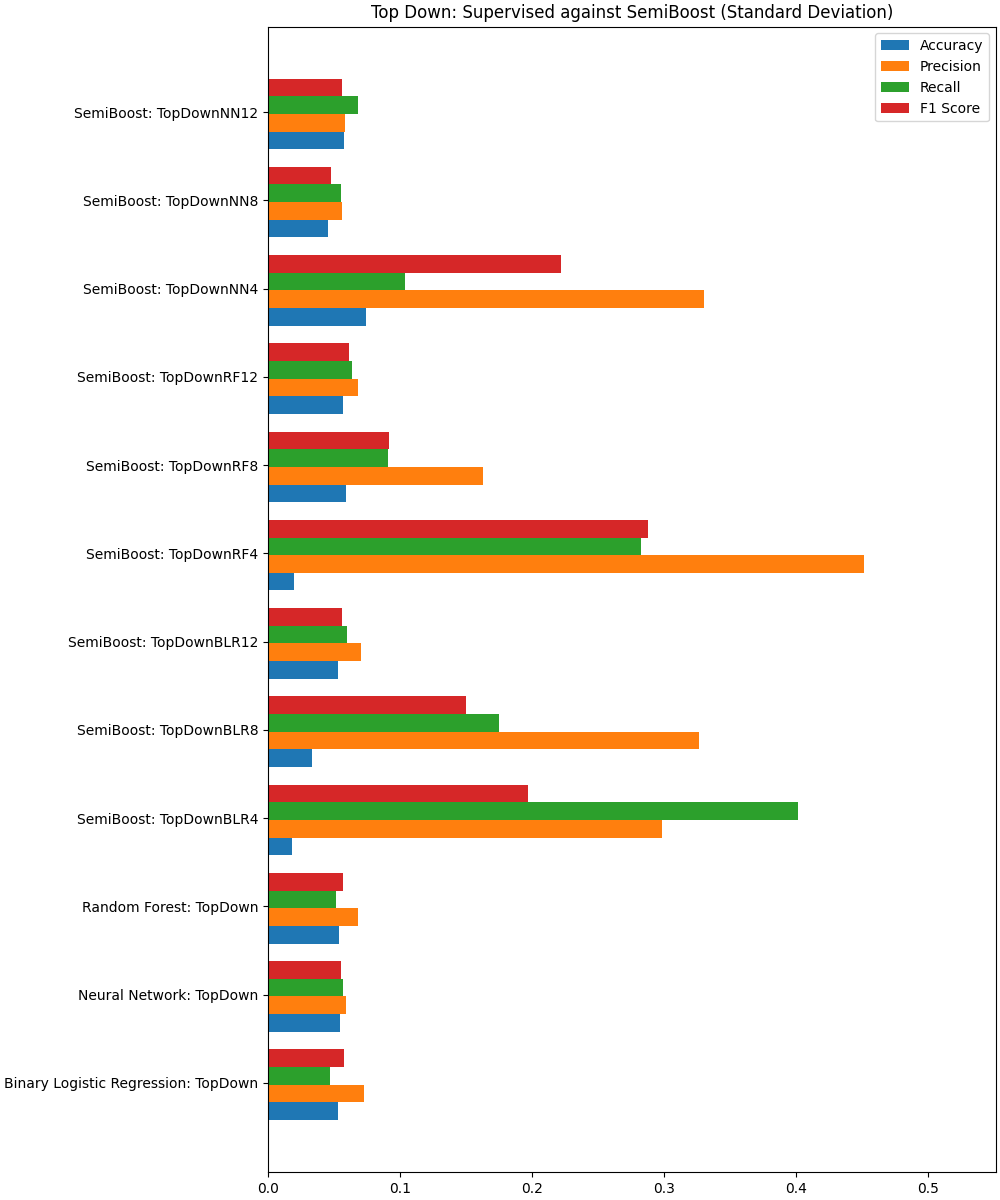 Top Down: Supervised against SemiBoost (Standard Deviation)
Accuracy
Precision
Recall
F1 Score
SemiBoost: TopDownNN12
SemiBoost: TopDownNN8
SemiBoost: TopDownNN4
SemiBoost: TopDownRF12
SemiBoost: TopDownRF8
SemiBoost: TopDownRF4
SemiBoost: TopDownBLR12
SemiBoost: TopDownBLR8
SemiBoost: TopDownBLR4
Random Forest: TopDown
Neural Network: TopDown
Binary Logistic Regression: TopDown
0.0 0.1 0.2 0.3 0.4 0.5